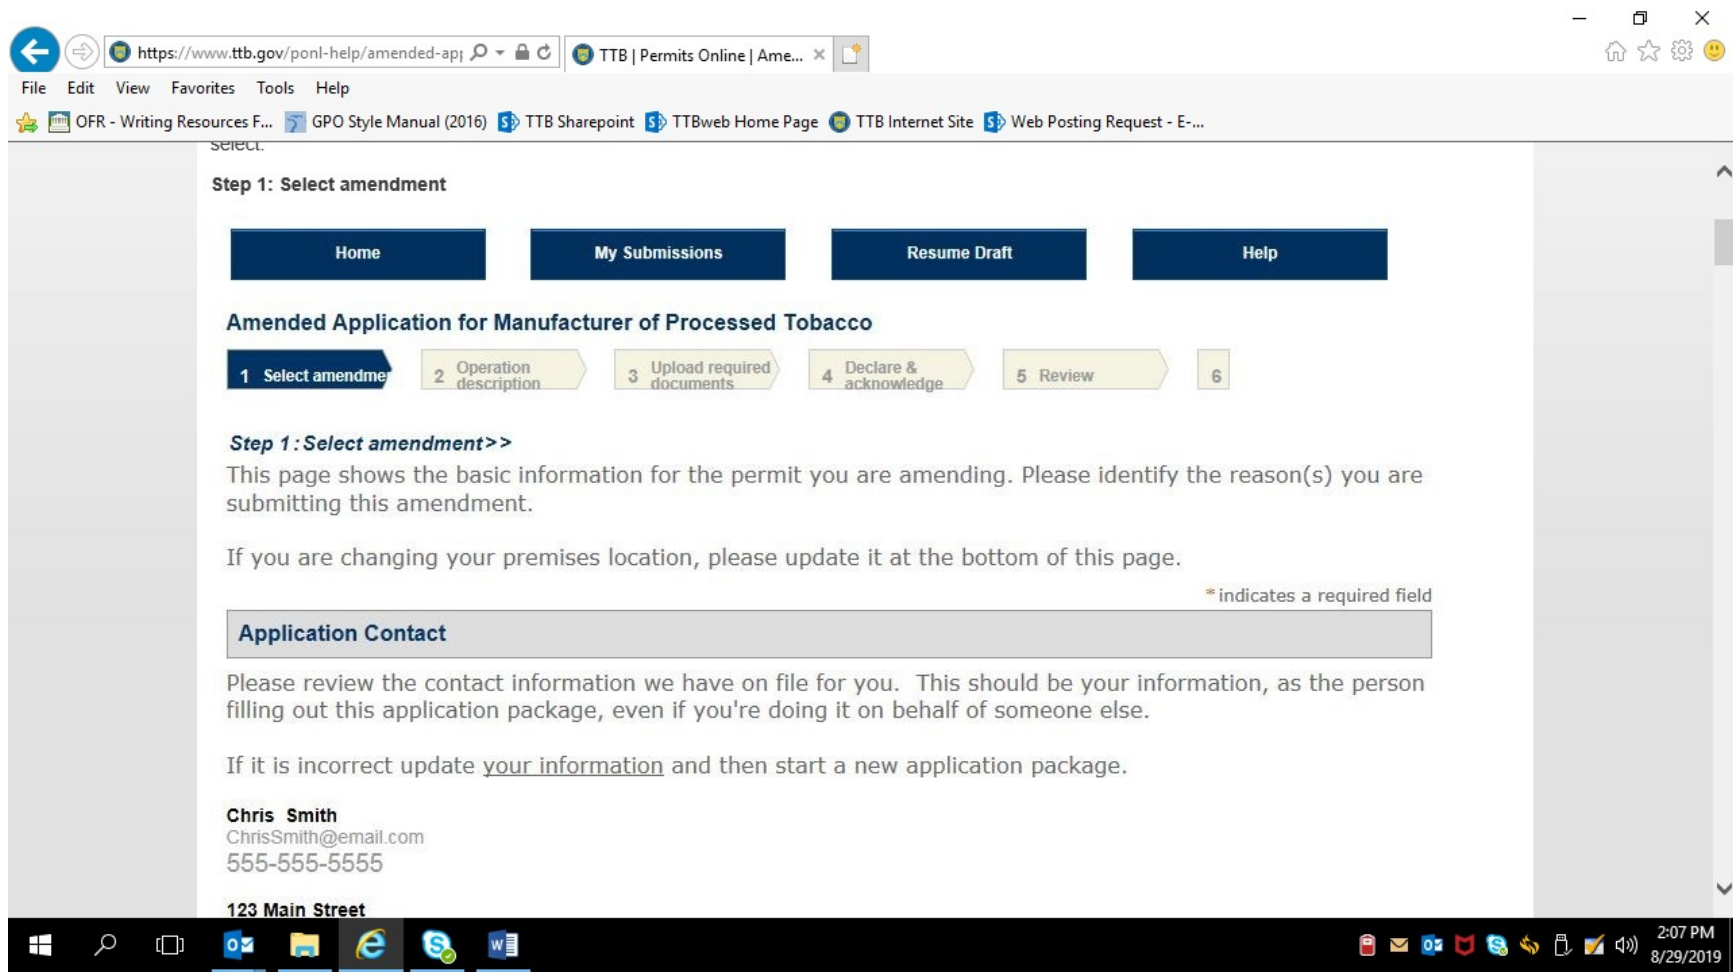 https://www.ttb.gov/ponl-help/amended-ap
TTB | Permits Online | Ame...
File Edit View Favorites Tools Help
OFR - Writing Resources F... GPO Style Manual (2016) TTB Sharepoint TTBweb Home Page TTB Internet Site Web Posting Request - E-...
select.
Step 1: Select amendment
Home My Submissions Resume Draft Help
Amended Application for Manufacturer of Processed Tobacco
1 Select amendmen 2 Operation description 3 Upload required documents 4 Declare & acknowledge 5 Review 6
Step 1: Select amendment>>
This page shows the basic information for the permit you are amending. Please identify the reason(s) you are
submitting this amendment.
If you are changing your premises location, please update it at the bottom of this page.
* indicates a required field
Application Contact
Please review the contact information we have on file for you. This should be your information, as the person
filling out this application package, even if you're doing it on behalf of someone else.
If it is incorrect update your information and then start a new application package.
Chris Smith
ChrisSmith@email.com
555-555-5555
123 Main Street
2:07 PM
8/29/2019